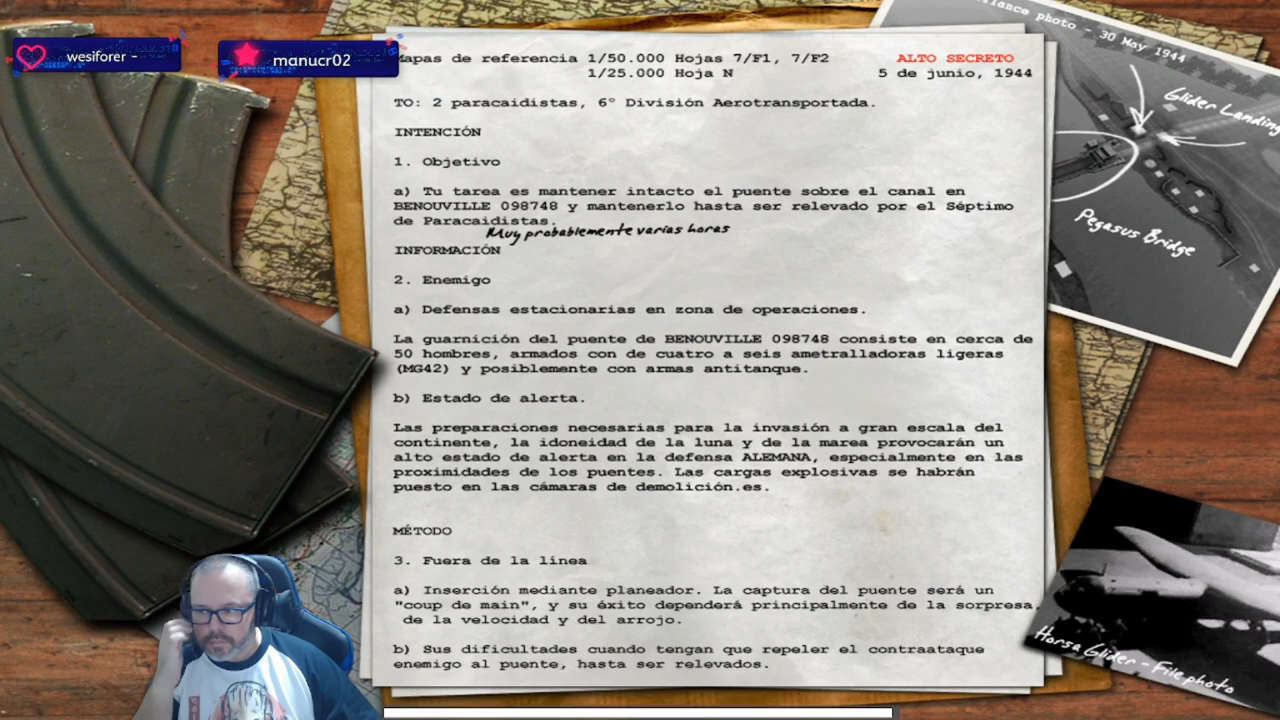 wesiforer -
manucr02
Mapas de referencia 1/50.000 Hojas 7/F1, 7/F2
1/25.000 Hoja N
ALTO SECRETO
5 de junio, 1944
TO: 2 paracaidistas, 6º División Aerotransportada.
INTENCIÓN
1. Objetivo
a) Tu tarea es mantener intacto el puente sobre el canal en
BENOUVILLE 098748 y mantenerlo hasta ser relevado por el Séptimo
de Paracaidistas.
Muy probablemente varias horas
INFORMACIÓN
2. Enemigo
a) Defensas estacionarias en zona de operaciones.
La guarnición del puente de BENOUVILLE 098748 consiste en cerca de
50 hombres, armados con de cuatro a seis ametralladoras ligeras
(MG42) y posiblemente con armas antitanque.
b) Estado de alerta.
Las preparaciones necesarias para la invasión a gran escala del
continente, la idoneidad de la luna y de la marea provocarán un
alto estado de alerta en la defensa ALEMANA, especialmente en las
proximidades de los puentes. Las cargas explosivas se habrán
puesto en las cámaras de demolición.es.
MÉTODO
3. Fuera de la línea
a) Inserción mediante planeador. La captura del puente será un
"coup de main", y su éxito dependerá principalmente de la sorpresa,
de la velocidad y del arrojo.
b) Sus dificultades cuando tengan que repeler el contraataque
enemigo al puente, hasta ser relevados.
photo - 30 May 1944
Glider Landing
Pegasus Bridge
Horsa Glider - File photo